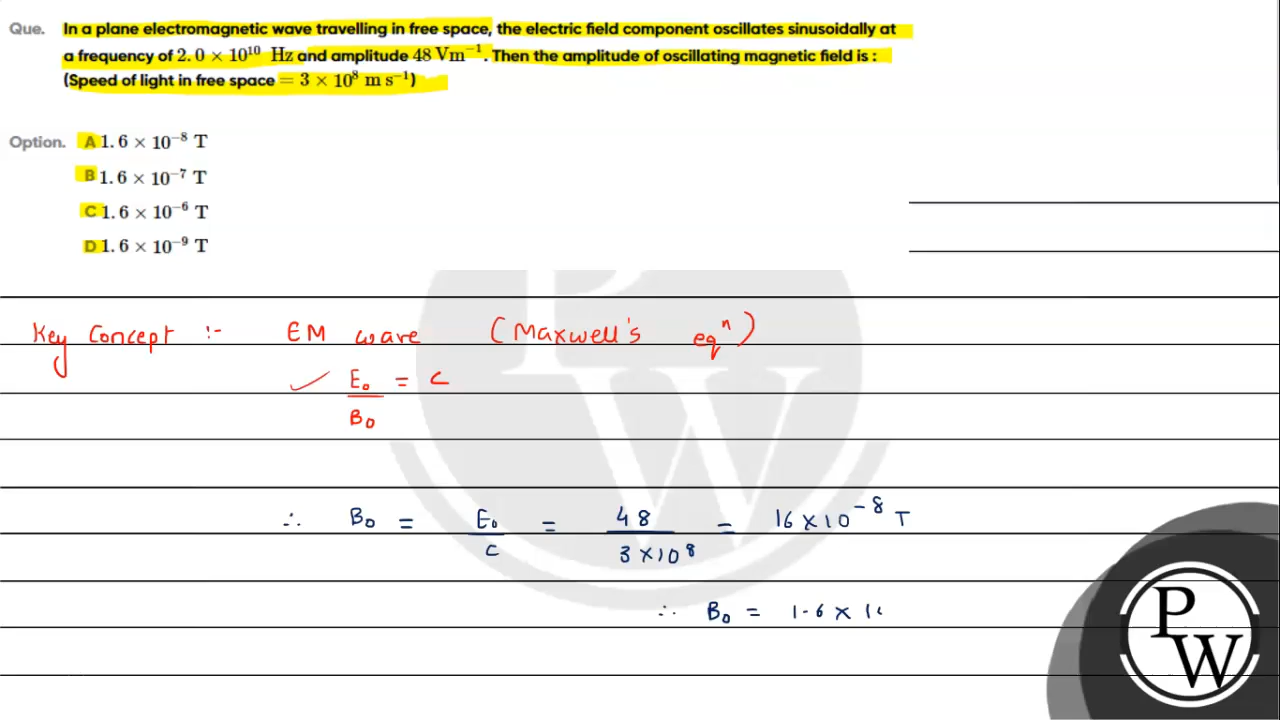 Que. In a plane electromagnetic wave travelling in free space, the electric field component oscillates sinusoidally at
a frequency of 2.0 × 10¹⁰ Hz and amplitude 48 Vm⁻¹. Then the amplitude of oscillating magnetic field is :
(Speed of light in free space = 3 × 10⁸ m s⁻¹)
Option. A 1.6 × 10⁻⁸ T
B 1.6 × 10⁻⁷ T
C 1.6 × 10⁻⁶ T
D 1.6 × 10⁻⁹ T
Key Concept :- EM wave (Maxwell's eqⁿ)
✓ E₀/B₀ = c
∴ B₀ = E₀/c = 48/3×10⁸ = 16×10⁻⁸ T
∴ B₀ = 1.6 × 1
PW
PW